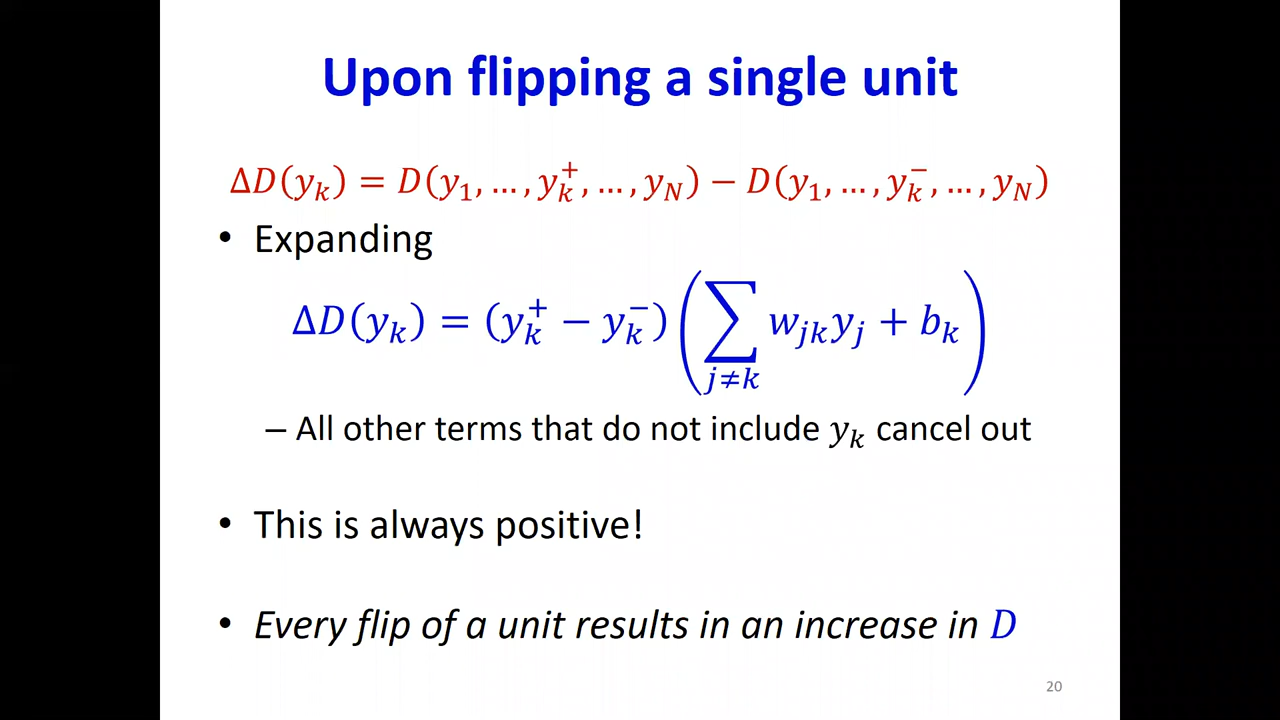 Upon flipping a single unit
ΔD(y_k) = D(y_1, …, y_k^+, …, y_N) − D(y_1, …, y_k^−, …, y_N)
• Expanding
ΔD(y_k) = (y_k^+ − y_k^−) (∑_{j≠k} w_{jk} y_j + b_k)
– All other terms that do not include y_k cancel out
• This is always positive!
• Every flip of a unit results in an increase in D
20